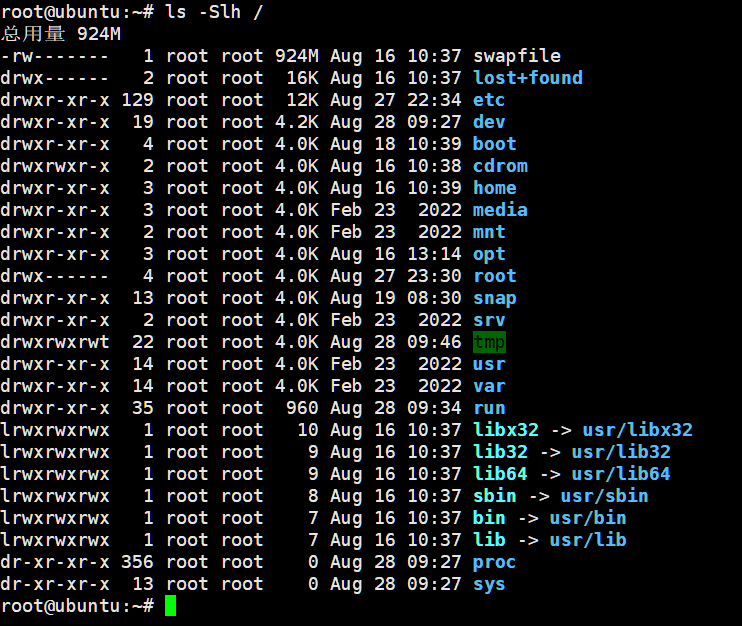 root@ubuntu:~# ls -Slh /
总用量 924M
-rw-------   1 root root 924M Aug 16 10:37 swapfile
drwx------   2 root root  16K Aug 16 10:37 lost+found
drwxr-xr-x 129 root root  12K Aug 27 22:34 etc
drwxr-xr-x  19 root root 4.2K Aug 28 09:27 dev
drwxr-xr-x   4 root root 4.0K Aug 18 10:39 boot
drwxrwxr-x   2 root root 4.0K Aug 16 10:38 cdrom
drwxr-xr-x   3 root root 4.0K Aug 16 10:39 home
drwxr-xr-x   3 root root 4.0K Feb 23  2022 media
drwxr-xr-x   2 root root 4.0K Feb 23  2022 mnt
drwxr-xr-x   3 root root 4.0K Aug 16 13:14 opt
drwx------   4 root root 4.0K Aug 27 23:30 root
drwxr-xr-x  13 root root 4.0K Aug 19 08:30 snap
drwxr-xr-x   2 root root 4.0K Feb 23  2022 srv
drwxrwxrwt  22 root root 4.0K Aug 28 09:46 tmp
drwxr-xr-x  14 root root 4.0K Feb 23  2022 usr
drwxr-xr-x  14 root root 4.0K Feb 23  2022 var
drwxr-xr-x  35 root root  960 Aug 28 09:34 run
lrwxrwxrwx   1 root root   10 Aug 16 10:37 libx32 -> usr/libx32
lrwxrwxrwx   1 root root    9 Aug 16 10:37 lib32 -> usr/lib32
lrwxrwxrwx   1 root root    9 Aug 16 10:37 lib64 -> usr/lib64
lrwxrwxrwx   1 root root    8 Aug 16 10:37 sbin -> usr/sbin
lrwxrwxrwx   1 root root    7 Aug 16 10:37 bin -> usr/bin
lrwxrwxrwx   1 root root    7 Aug 16 10:37 lib -> usr/lib
dr-xr-xr-x 356 root root    0 Aug 28 09:27 proc
dr-xr-xr-x  13 root root    0 Aug 28 09:27 sys
root@ubuntu:~#